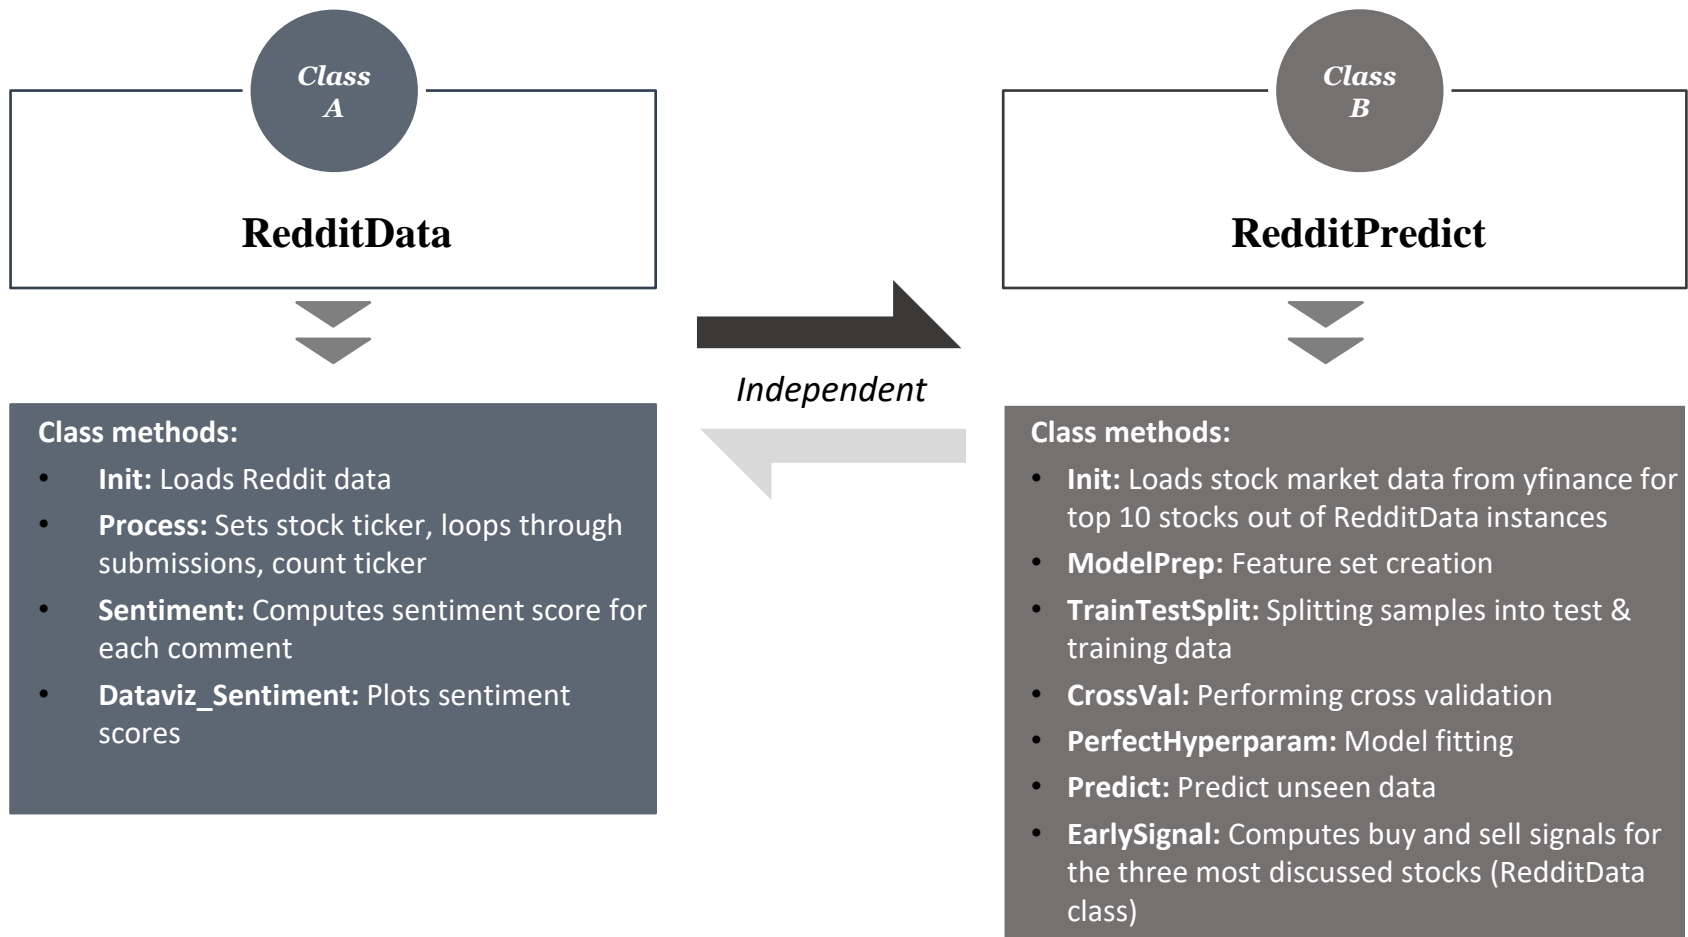 Class
A
RedditData
Class methods:
• Init: Loads Reddit data
• Process: Sets stock ticker, loops through
submissions, count ticker
• Sentiment: Computes sentiment score for
each comment
• Dataviz_Sentiment: Plots sentiment
scores
Independent
Class
B
RedditPredict
Class methods:
• Init: Loads stock market data from yfinance for
top 10 stocks out of RedditData instances
• ModelPrep: Feature set creation
• TrainTestSplit: Splitting samples into test &
training data
• CrossVal: Performing cross validation
• PerfectHyperparam: Model fitting
• Predict: Predict unseen data
• EarlySignal: Computes buy and sell signals for
the three most discussed stocks (RedditData
class)